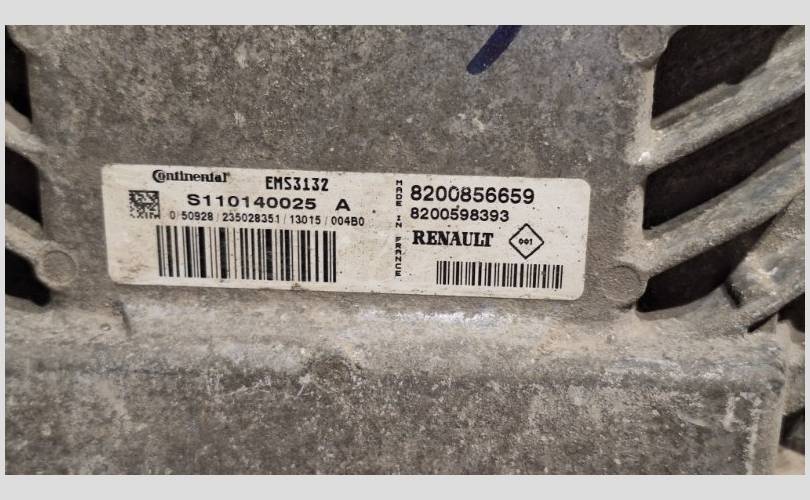 Continental EMS3132
S110140025 A
0/50928/235028351/13015/004B0
MADE IN FRANCE
8200856659
8200598393
RENAULT 001